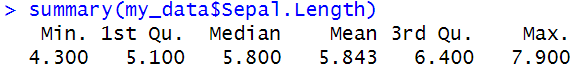 > summary(my_data$Sepal.Length)
Min. 1st Qu. Median Mean 3rd Qu. Max.
4.300 5.100 5.800 5.843 6.400 7.900